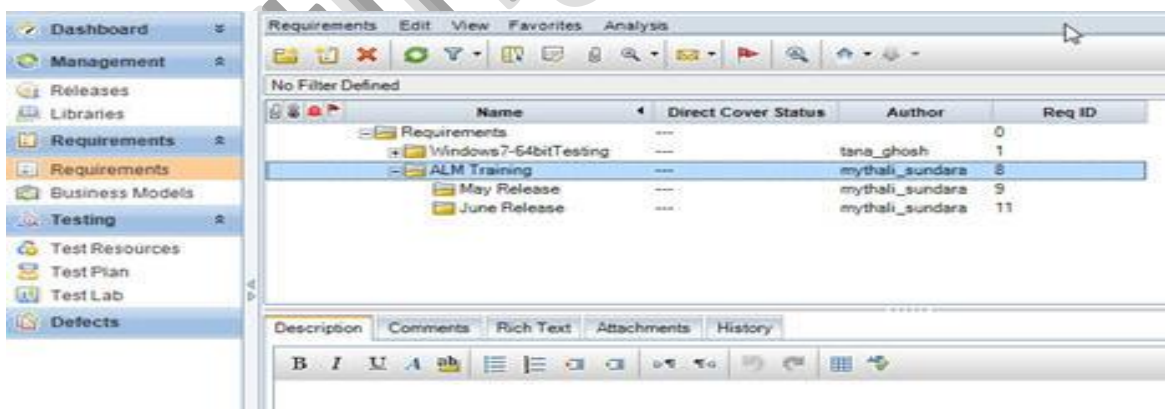 Dashboard
Management
Releases
Libraries
Requirements
Requirements
Business Models
Testing
Test Resources
Test Plan
Test Lab
Defects
Requirements Edit View Favorites Analysis
No Filter Defined
Name Direct Cover Status Author Req ID
Requirements --- 0
Windows7-64bitTesting --- tana_ghosh 1
ALM Training --- mythali_sundara 8
May Release --- mythali_sundara 9
June Release --- mythali_sundara 11
Description Comments Rich Text Attachments History
B I U A ab